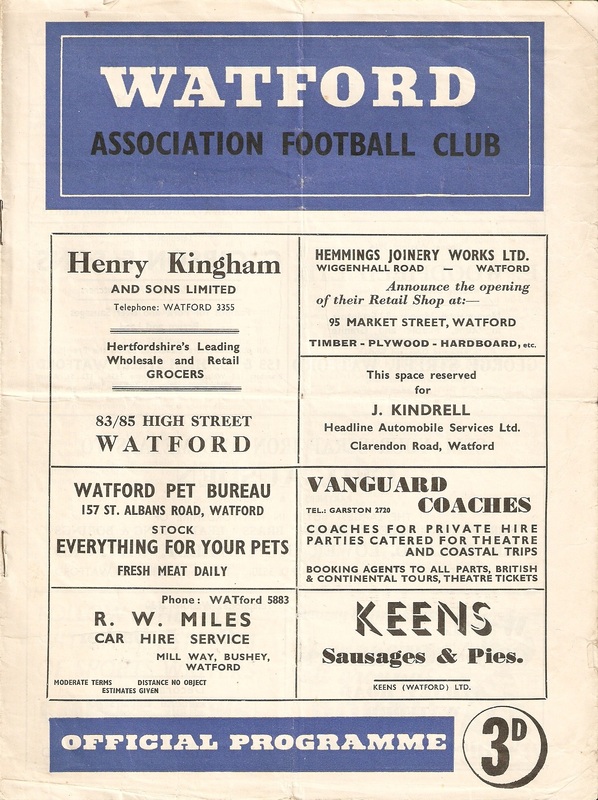 WATFORD
ASSOCIATION FOOTBALL CLUB
Henry Kingham
AND SONS LIMITED
Telephone: WATFORD 3355
Hertfordshire's Leading
Wholesale and Retail
GROCERS
83/85 HIGH STREET
WATFORD
HEMMINGS JOINERY WORKS LTD.
WIGGENHALL ROAD — WATFORD
Announce the opening
of their Retail Shop at:—
95 MARKET STREET, WATFORD
TIMBER - PLYWOOD - HARDBOARD, etc.
This space reserved
for
J. KINDRELL
Headline Automobile Services Ltd.
Clarendon Road, Watford
WATFORD PET BUREAU
157 ST. ALBANS ROAD, WATFORD
STOCK
EVERYTHING FOR YOUR PETS
FRESH MEAT DAILY
VANGUARD
TEL.: GARSTON 2720 COACHES
COACHES FOR PRIVATE HIRE
PARTIES CATERED FOR THEATRE
AND COASTAL TRIPS
BOOKING AGENTS TO ALL PARTS, BRITISH
& CONTINENTAL TOURS, THEATRE TICKETS
Phone: WATford 5883
R. W. MILES
CAR HIRE SERVICE
MILL WAY, BUSHEY,
WATFORD
MODERATE TERMS DISTANCE NO OBJECT
ESTIMATES GIVEN
KEENS
Sausages & Pies.
KEENS (WATFORD) LTD.
OFFICIAL PROGRAMME
3D